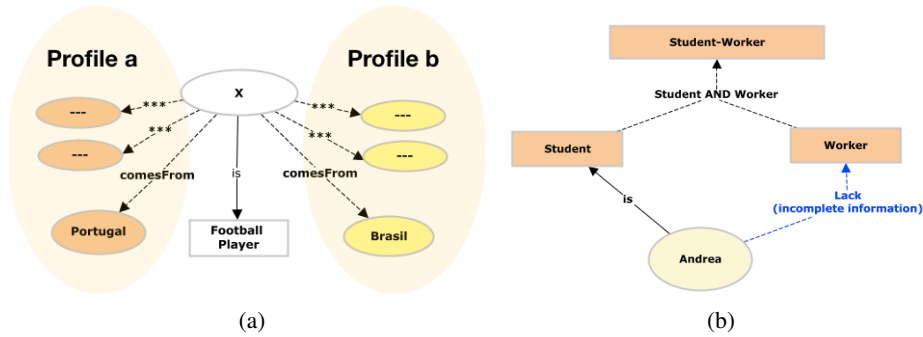 Profile a
Profile b
X
---
***
***
---
---
***
***
---
comesFrom
is
comesFrom
Portugal
Football
Player
Brasil
(a)
Student-Worker
Student AND Worker
Student
Worker
is
Lack
(incomplete information)
Andrea
(b)